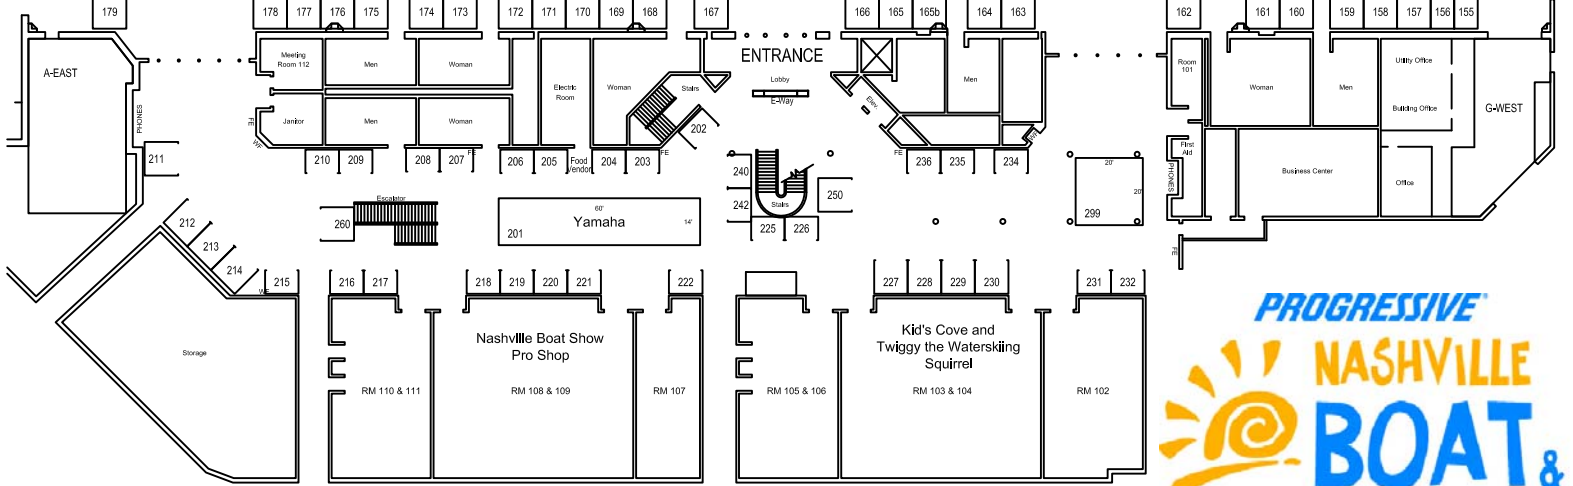 179
178 177 176 175
174 173
172 171 170 169 168
167
166 165 165b
164 163
162
161 160
159 158 157 156 155
A-EAST
PHONES
Meeting
Room 112
Men
Woman
Electric
Room
Woman
Stairs
ENTRANCE
Lobby
E-Way
Elev.
Men
Room
101
Woman
Men
Utility Office
Building Office
G-WEST
FE
WF
Janitor
Men
Woman
202
FE
FE
FE
WF
First
Aid
PHONES
Business Center
Office
211
210 209
208 207
206 205
Food
Vendor
204 203
240
242
Stairs
250
236 235
234
20'
20'
299
212
213
214
Escalator
260
60'
Yamaha
14'
201
225 226
FE
WF
215
216 217
218 219 220 221
222
227 228 229 230
231 232
Storage
RM 110 & 111
Nashville Boat Show
Pro Shop
RM 108 & 109
RM 107
RM 105 & 106
Kid's Cove and
Twiggy the Waterskiing
Squirrel
RM 103 & 104
RM 102
PROGRESSIVE
NASHVILLE
BOAT &